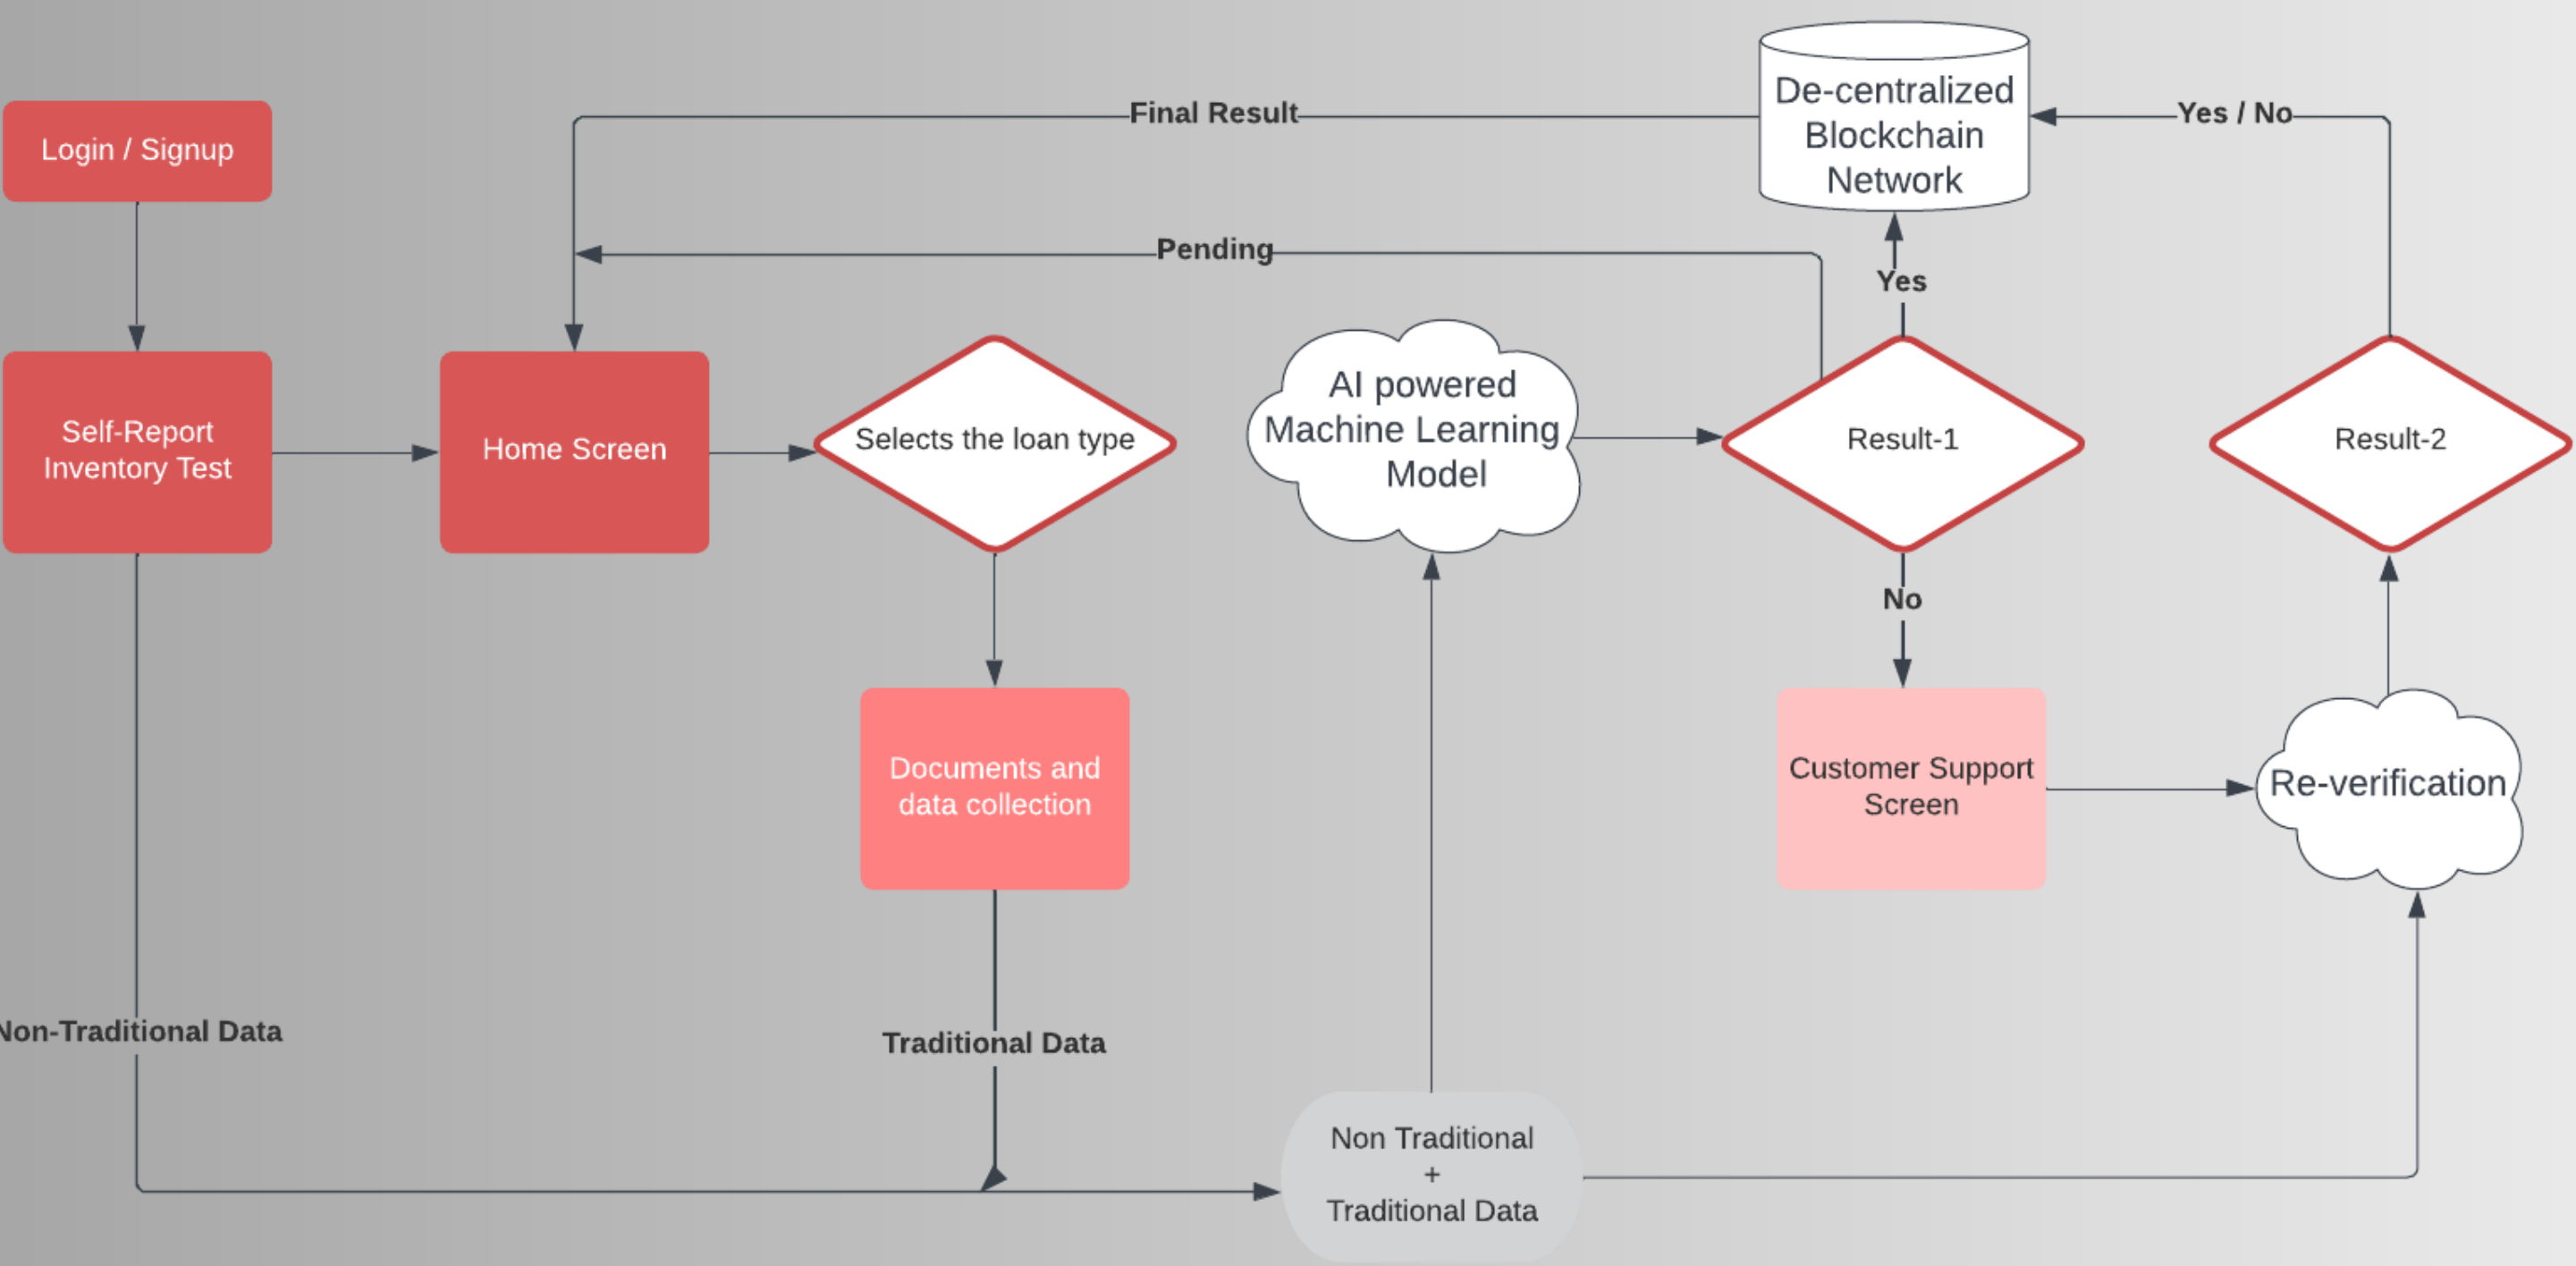 De-centralized
Blockchain
Network
Final Result
Yes / No
Login / Signup
Pending
Yes
Self-Report
Inventory Test
Home Screen
Selects the loan type
AI powered
Machine Learning
Model
Result-1
Result-2
No
Documents and
data collection
Customer Support
Screen
Re-verification
Non-Traditional Data
Traditional Data
Non Traditional
+
Traditional Data